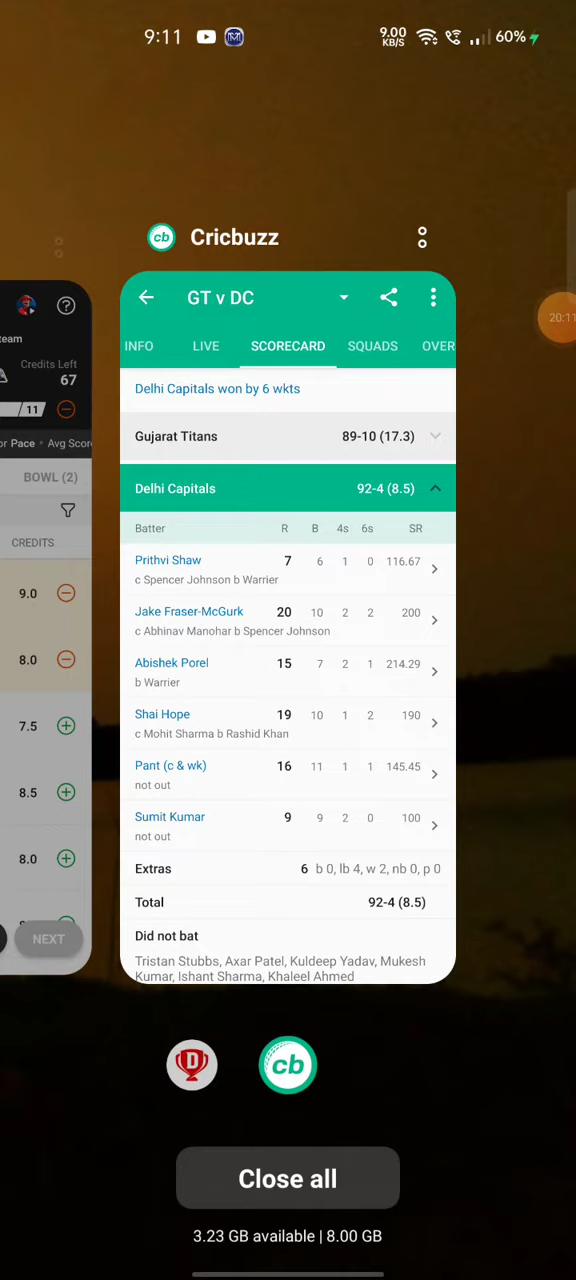 9:11
9.00 KB/S
60%
cb Cricbuzz
GT v DC
INFO LIVE SCORECARD SQUADS OVER
Delhi Capitals won by 6 wkts
Gujarat Titans 89-10 (17.3)
Delhi Capitals 92-4 (8.5)
Batter R B 4s 6s SR
Prithvi Shaw 7 6 1 0 116.67
c Spencer Johnson b Warrier
Jake Fraser-McGurk 20 10 2 2 200
c Abhinav Manohar b Spencer Johnson
Abishek Porel 15 7 2 1 214.29
b Warrier
Shai Hope 19 10 1 2 190
c Mohit Sharma b Rashid Khan
Pant (c & wk) 16 11 1 1 145.45
not out
Sumit Kumar 9 9 2 0 100
not out
Extras 6 b 0, lb 4, w 2, nb 0, p 0
Total 92-4 (8.5)
Did not bat
Tristan Stubbs, Axar Patel, Kuldeep Yadav, Mukesh
Kumar, Ishant Sharma, Khaleel Ahmed
team
Credits Left
67
11
or Pace • Avg Scor
BOWL (2)
CREDITS
9.0
8.0
7.5
8.5
8.0
NEXT
20:11
D
cb
Close all
3.23 GB available | 8.00 GB